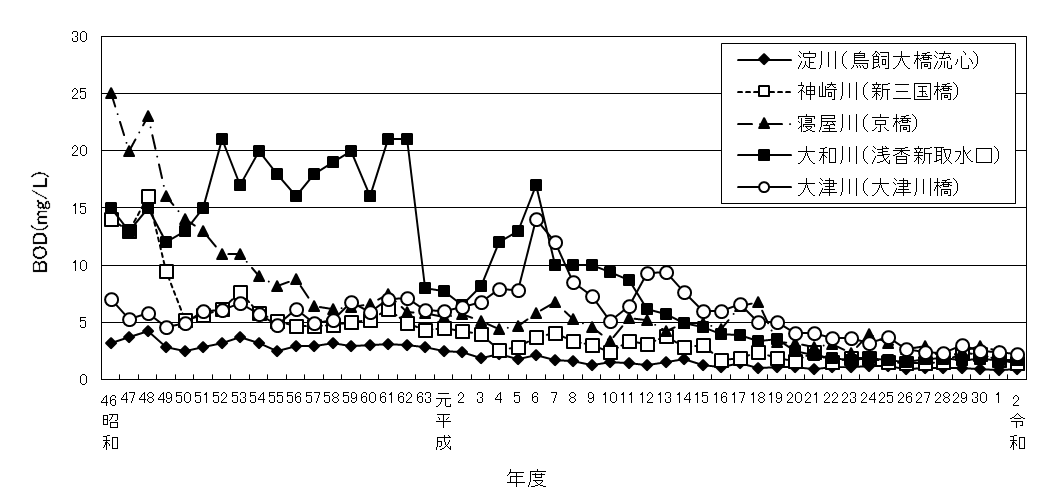 30
25
20
15
10
5
0
BOD(mg/L)
淀川(鳥飼大橋流心)
神崎川(新三国橋)
寝屋川(京橋)
大和川(浅香新取水口)
大津川(大津川橋)
46 47 48 49 50 51 52 53 54 55 56 57 58 59 60 61 62 63 元 2 3 4 5 6 7 8 9 10 11 12 13 14 15 16 17 18 19 20 21 22 23 24 25 26 27 28 29 30 1 2
昭和 平成 令和
年度